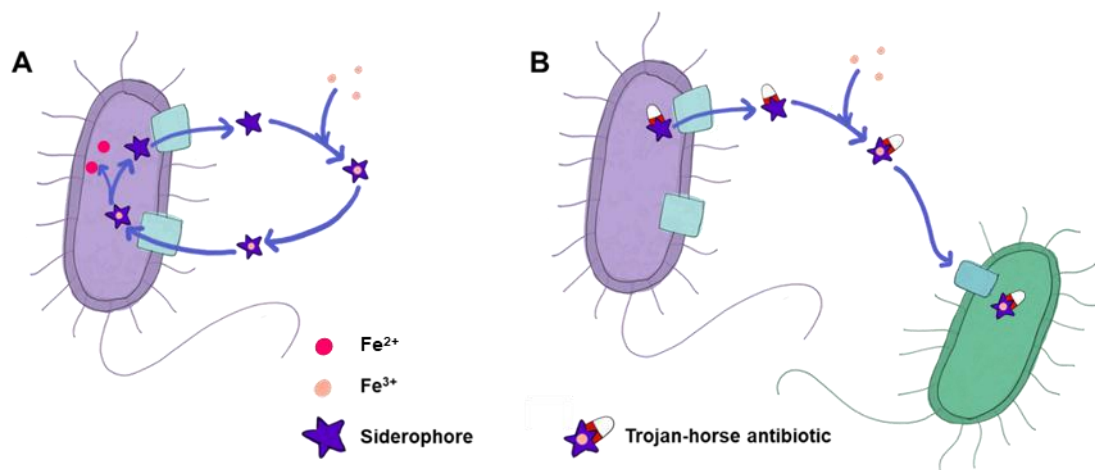 A
B
Fe²⁺
Fe³⁺
Siderophore
Trojan-horse antibiotic